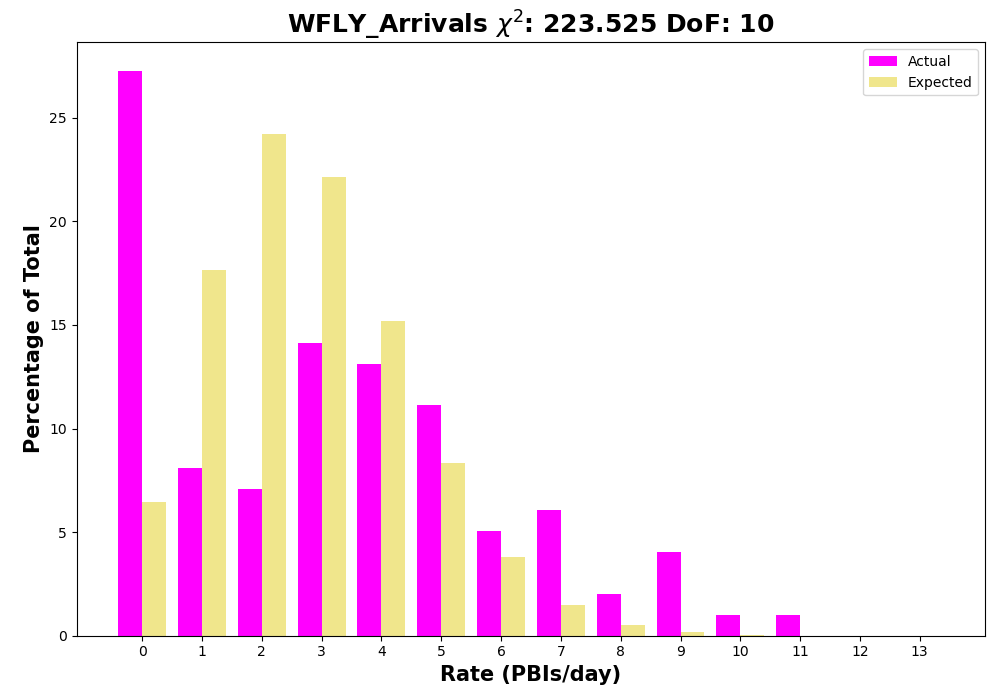 WFLY_Arrivals χ²: 223.525 DoF: 10
Actual
Expected
Percentage of Total
25
20
15
10
5
0
0 1 2 3 4 5 6 7 8 9 10 11 12 13
Rate (PBIs/day)